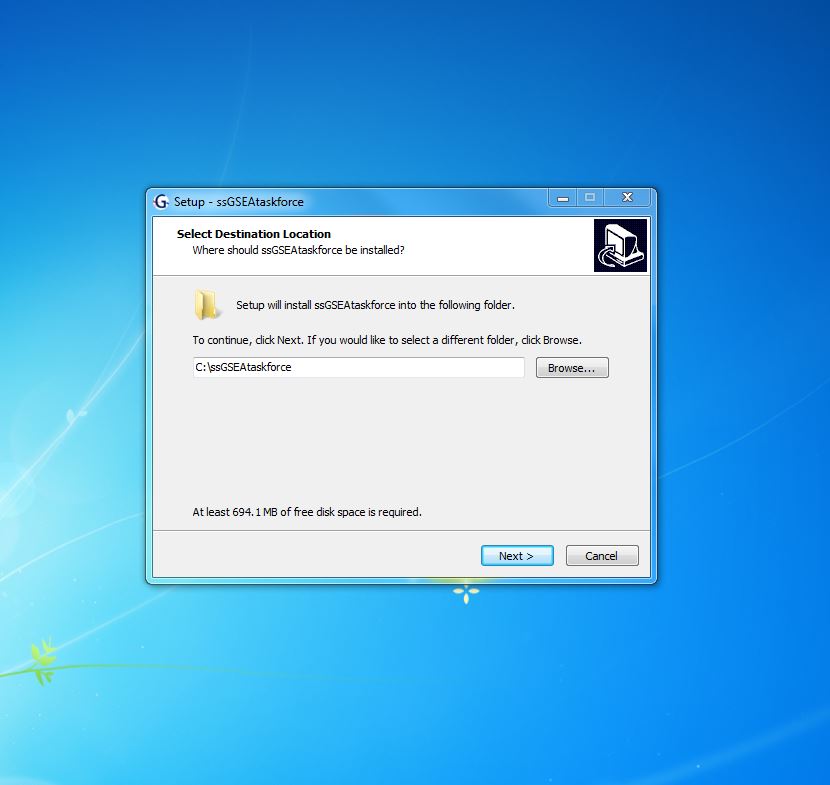 Setup - ssGSEAtaskforce
Select Destination Location
Where should ssGSEAtaskforce be installed?
Setup will install ssGSEAtaskforce into the following folder.
To continue, click Next. If you would like to select a different folder, click Browse.
C:\ssGSEAtaskforce
Browse...
At least 694.1 MB of free disk space is required.
Next >
Cancel